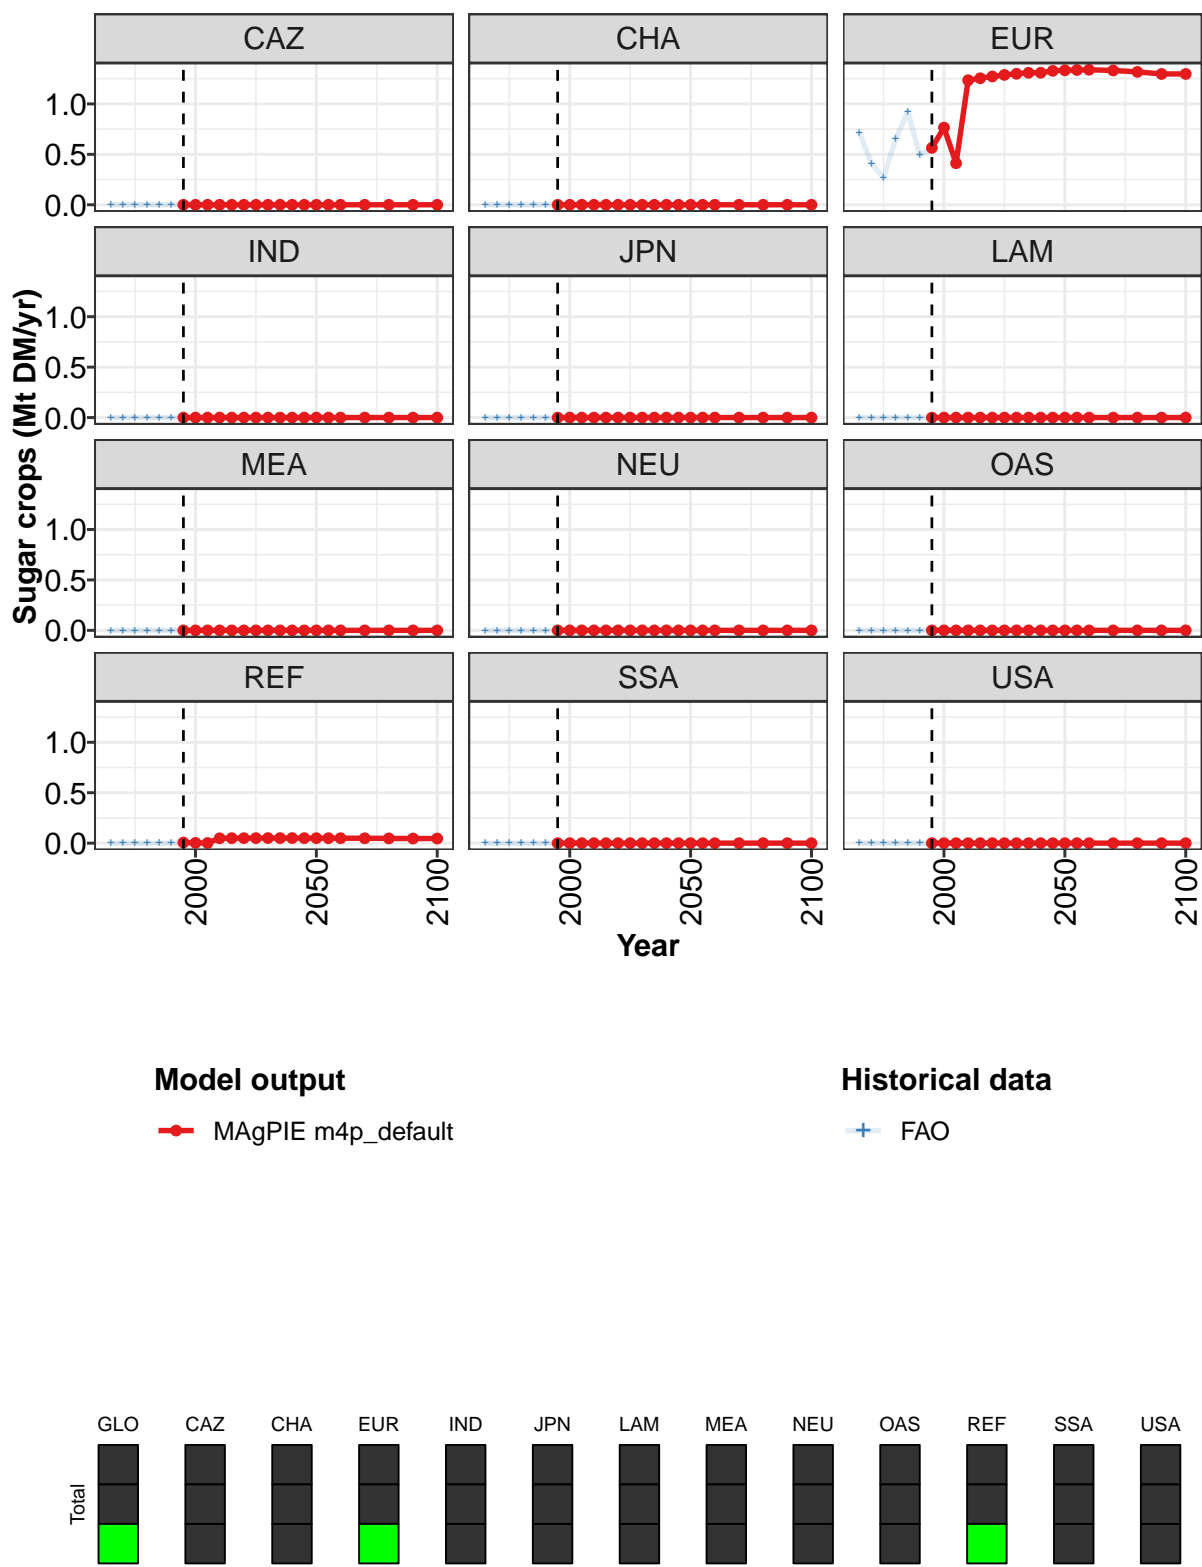 CAZ CHA EUR
1.0
0.5
0.0
IND JPN LAM
1.0
0.5
0.0
MEA NEU OAS
1.0
0.5
0.0
REF SSA USA
1.0
0.5
0.0
Sugar crops (Mt DM/yr)
2000 2050 2100 2000 2050 2100 2000 2050 2100
Year
Model output Historical data
MAgPIE m4p_default FAO
GLO CAZ CHA EUR IND JPN LAM MEA NEU OAS REF SSA USA
Total